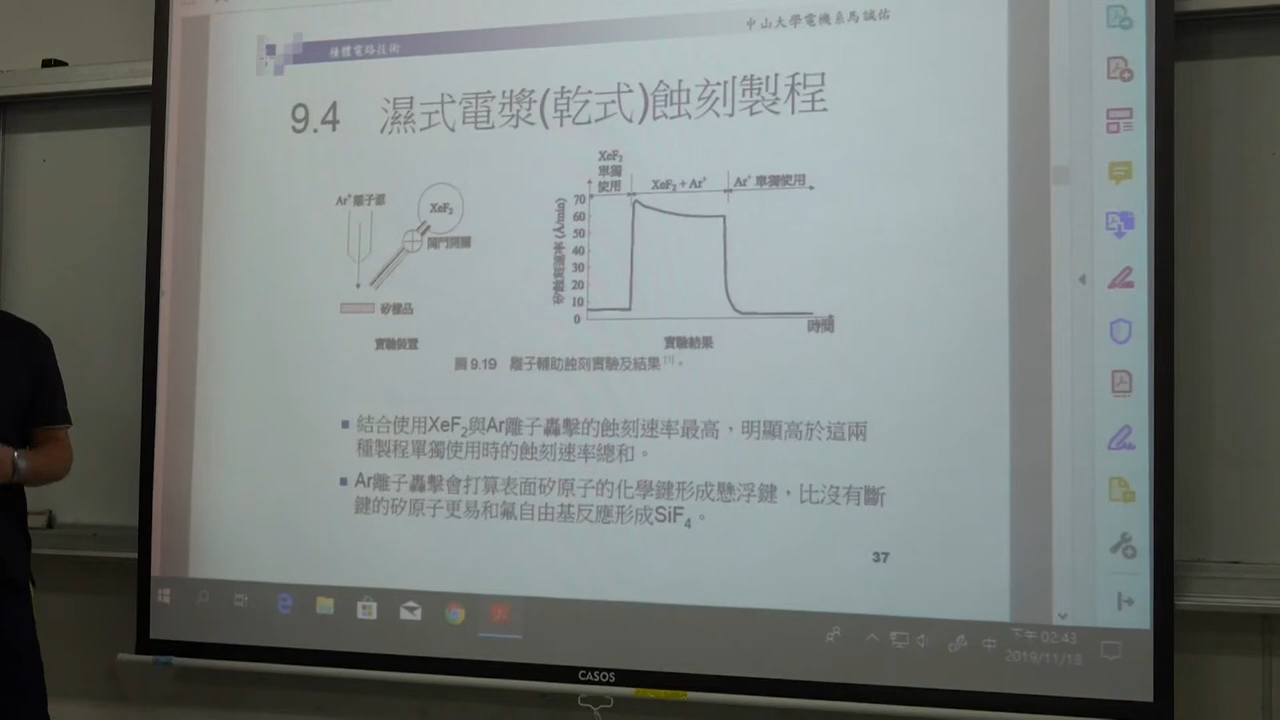 中山大學電機系馬誠佑
積體電路技術
9.4 濕式電漿(乾式)蝕刻製程
XeF2
單獨
使用
XeF2 + Ar+
Ar+ 單獨使用
Ar+離子源
XeF2
閥門開關
矽樣品
實驗裝置
矽蝕刻速率 (Å/min)
70
60
50
40
30
20
10
0
時間
實驗結果
圖 9.19 離子輔助蝕刻實驗及結果[1]。
■ 結合使用XeF2與Ar離子轟擊的蝕刻速率最高，明顯高於這兩
種製程單獨使用時的蝕刻速率總和。
■ Ar離子轟擊會打算表面矽原子的化學鍵形成懸浮鍵，比沒有斷
鍵的矽原子更易和氟自由基反應形成SiF4。
37
中
下午 02:43
2019/11/18
CASOS